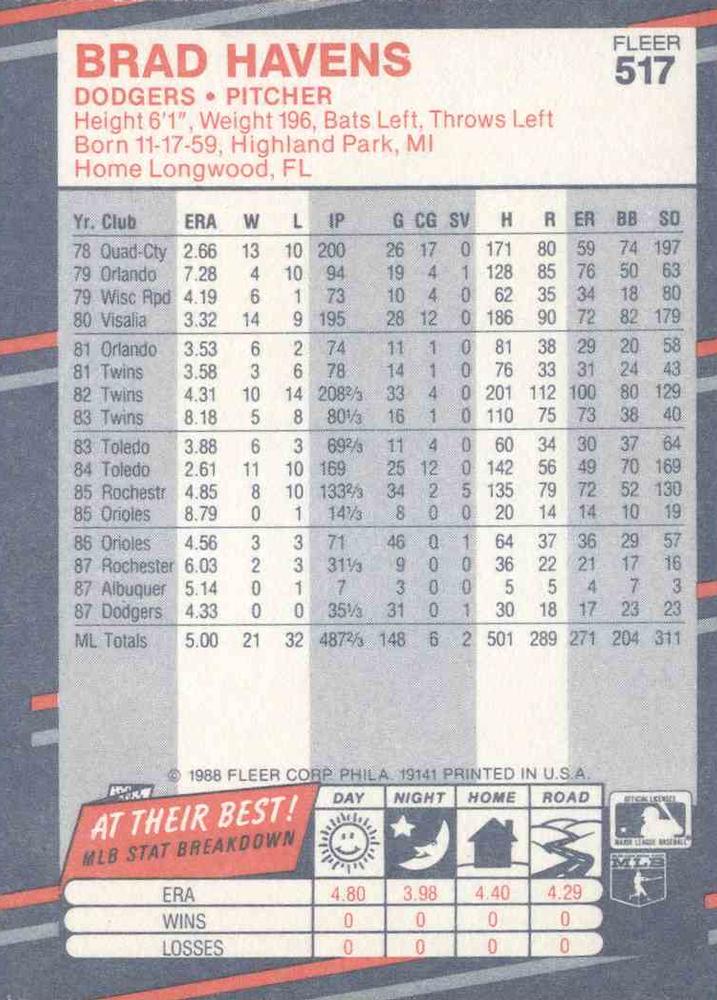 BRAD HAVENS
FLEER
517
DODGERS • PITCHER
Height 6'1", Weight 196, Bats Left, Throws Left
Born 11-17-59, Highland Park, MI
Home Longwood, FL
Yr. Club ERA W L IP G CG SV H R ER BB SO
78 Quad-Cty 2.66 13 10 200 26 17 0 171 80 59 74 197
79 Orlando 7.28 4 10 94 19 4 1 128 85 76 50 63
79 Wisc Rpd 4.19 6 1 73 10 4 0 62 35 34 18 80
80 Visalia 3.32 14 9 195 28 12 0 186 90 72 82 179
81 Orlando 3.53 6 2 74 11 1 0 81 38 29 20 58
81 Twins 3.58 3 6 78 14 1 0 76 33 31 24 43
82 Twins 4.31 10 14 208⅔ 33 4 0 201 112 100 80 129
83 Twins 8.18 5 8 80⅓ 16 1 0 110 75 73 38 40
83 Toledo 3.88 6 3 69⅔ 11 4 0 60 34 30 37 64
84 Toledo 2.61 11 10 169 25 12 0 142 56 49 70 169
85 Rochestr 4.85 8 10 133⅔ 34 2 5 135 79 72 52 130
85 Orioles 8.79 0 1 14⅓ 8 0 0 20 14 14 10 19
86 Orioles 4.56 3 3 71 46 0 1 64 37 36 29 57
87 Rochester 6.03 2 3 31⅓ 9 0 0 36 22 21 17 16
87 Albuquer 5.14 0 1 7 3 0 0 5 5 4 7 3
87 Dodgers 4.33 0 0 35⅓ 31 0 1 30 18 17 23 23
ML Totals 5.00 21 32 487⅔ 148 6 2 501 289 271 204 311
© 1988 FLEER CORP. PHILA. 19141 PRINTED IN U.S.A.
AT THEIR BEST!
MLB STAT BREAKDOWN
DAY NIGHT HOME ROAD
OFFICIAL LICENSEE
MAJOR LEAGUE BASEBALL
MLB
ERA 4.80 3.98 4.40 4.29
WINS 0 0 0 0
LOSSES 0 0 0 0